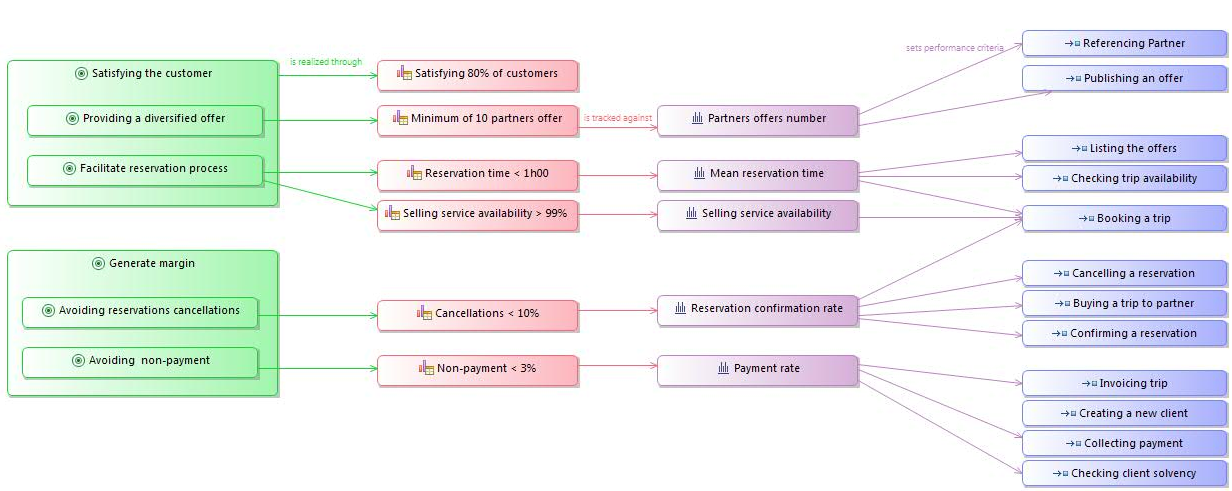 sets performance criteria
Referencing Partner
is realized through
Satisfying the customer
Satisfying 80% of customers
Publishing an offer
Providing a diversified offer
Minimum of 10 partners offer
is tracked against
Partners offers number
Listing the offers
Facilitate reservation process
Reservation time < 1h00
Mean reservation time
Checking trip availability
Selling service availability > 99%
Selling service availability
Booking a trip
Generate margin
Cancelling a reservation
Avoiding reservations cancellations
Cancellations < 10%
Reservation confirmation rate
Buying a trip to partner
Confirming a reservation
Avoiding non-payment
Non-payment < 3%
Payment rate
Invoicing trip
Creating a new client
Collecting payment
Checking client solvency